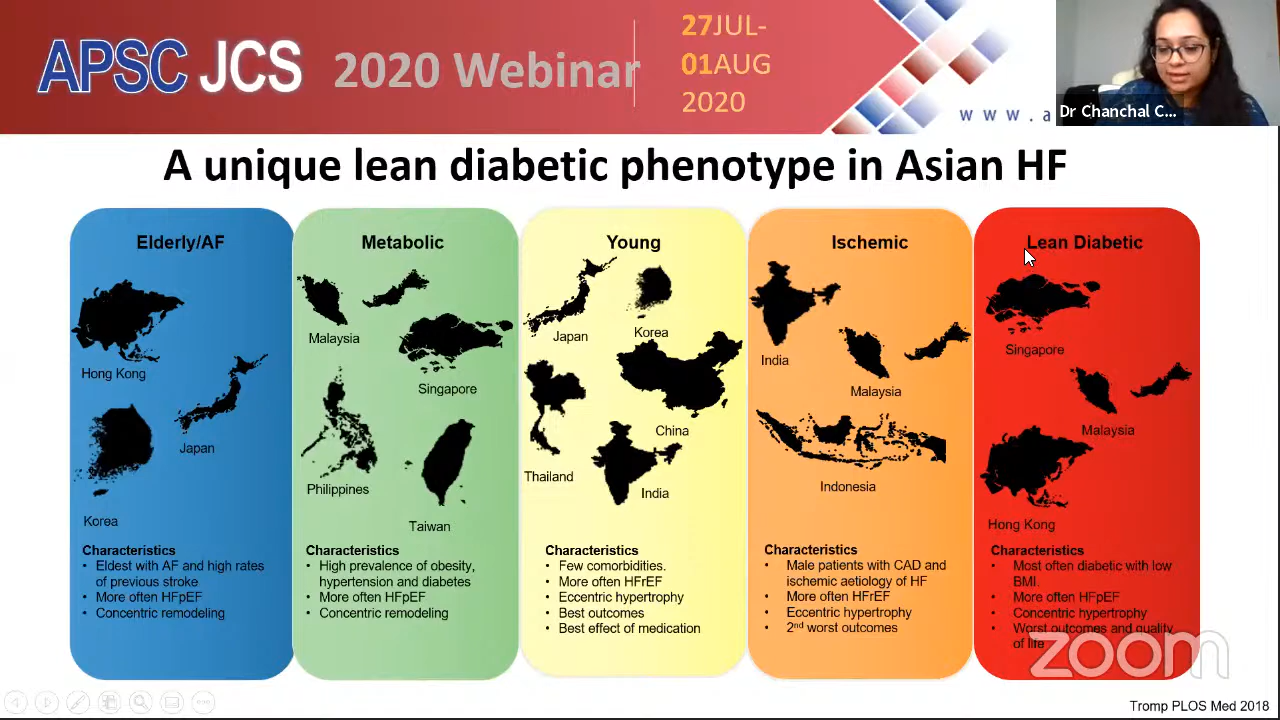 APSC JCS 2020 Webinar
27JUL-
01AUG
2020
www.a
Dr Chanchal C...
A unique lean diabetic phenotype in Asian HF
Elderly/AF
Hong Kong
Japan
Korea
Characteristics
• Eldest with AF and high rates
of previous stroke
• More often HFpEF
• Concentric remodeling
Metabolic
Malaysia
Singapore
Philippines
Taiwan
Characteristics
• High prevalence of obesity,
hypertension and diabetes
• More often HFpEF
• Concentric remodeling
Young
Japan
Korea
China
Thailand
India
Characteristics
• Few comorbidities.
• More often HFrEF
• Eccentric hypertrophy
• Best outcomes
• Best effect of medication
Ischemic
India
Malaysia
Indonesia
Characteristics
• Male patients with CAD and
ischemic aetiology of HF
• More often HFrEF
• Eccentric hypertrophy
• 2nd worst outcomes
Lean Diabetic
Singapore
Malaysia
Hong Kong
Characteristics
• Most often diabetic with low
BMI.
• More often HFpEF
• Concentric hypertrophy
• Worst outcomes and quality
of life
zoom
Tromp PLOS Med 2018